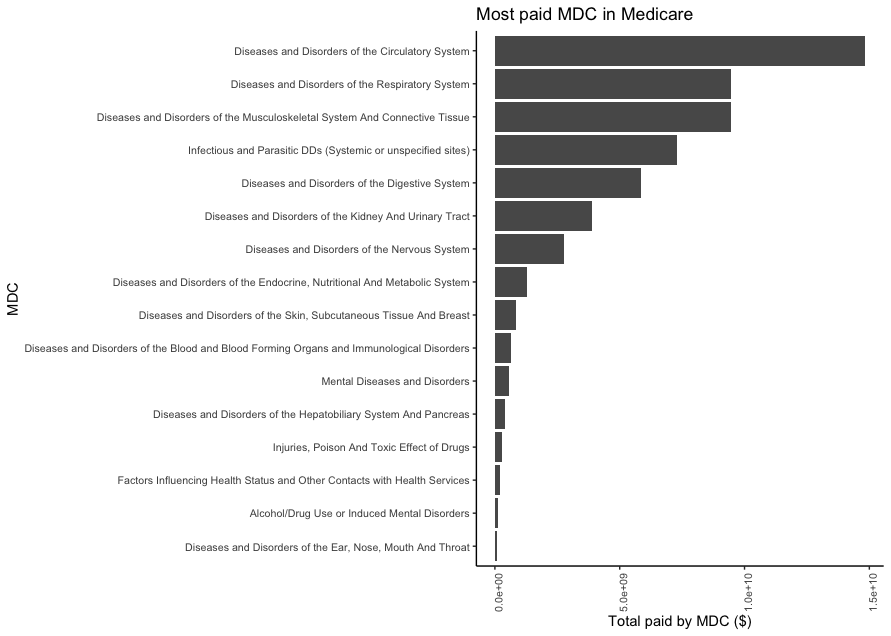 Most paid MDC in Medicare
Diseases and Disorders of the Circulatory System
Diseases and Disorders of the Respiratory System
Diseases and Disorders of the Musculoskeletal System And Connective Tissue
Infectious and Parasitic DDs (Systemic or unspecified sites)
Diseases and Disorders of the Digestive System
Diseases and Disorders of the Kidney And Urinary Tract
Diseases and Disorders of the Nervous System
Diseases and Disorders of the Endocrine, Nutritional And Metabolic System
Diseases and Disorders of the Skin, Subcutaneous Tissue And Breast
Diseases and Disorders of the Blood and Blood Forming Organs and Immunological Disorders
Mental Diseases and Disorders
Diseases and Disorders of the Hepatobiliary System And Pancreas
Injuries, Poison And Toxic Effect of Drugs
Factors Influencing Health Status and Other Contacts with Health Services
Alcohol/Drug Use or Induced Mental Disorders
Diseases and Disorders of the Ear, Nose, Mouth And Throat
MDC
0.0e+00
5.0e+09
1.0e+10
1.5e+10
Total paid by MDC ($)